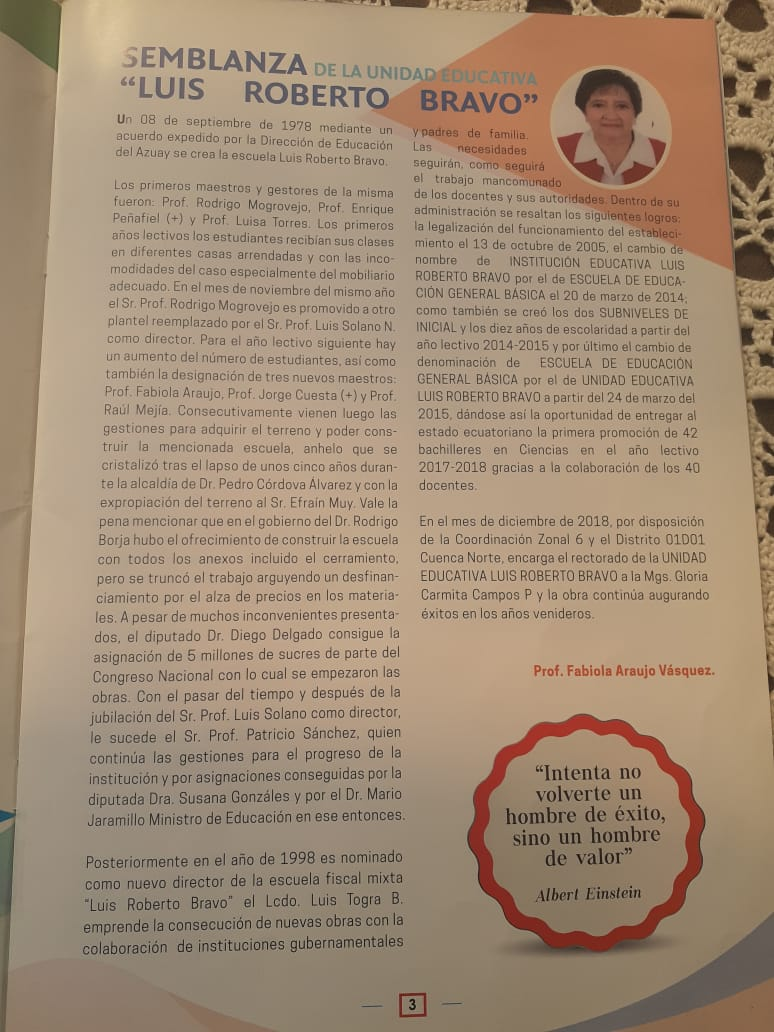 SEMBLANZA DE LA UNIDAD EDUCATIVA
“LUIS ROBERTO BRAVO”
Un 08 de septiembre de 1978 mediante un
acuerdo expedido por la Dirección de Educación
del Azuay se crea la escuela Luis Roberto Bravo.
Los primeros maestros y gestores de la misma
fueron: Prof. Rodrigo Mogrovejo, Prof. Enrique
Peñafiel (+) y Prof. Luisa Torres. Los primeros
años lectivos los estudiantes recibían sus clases
en diferentes casas arrendadas y con las inco-
modidades del caso especialmente del mobiliario
adecuado. En el mes de noviembre del mismo año
el Sr. Prof. Rodrigo Mogrovejo es promovido a otro
plantel reemplazado por el Sr. Prof. Luis Solano N.
como director. Para el año lectivo siguiente hay
un aumento del número de estudiantes, así como
también la designación de tres nuevos maestros:
Prof. Fabiola Araujo, Prof. Jorge Cuesta (+) y Prof.
Raúl Mejía. Consecutivamente vienen luego las
gestiones para adquirir el terreno y poder cons-
truir la mencionada escuela, anhelo que se
cristalizó tras el lapso de unos cinco años duran-
te la alcaldía de Dr. Pedro Córdova Álvarez y con la
expropiación del terreno al Sr. Efraín Muy. Vale la
pena mencionar que en el gobierno del Dr. Rodrigo
Borja hubo el ofrecimiento de construir la escuela
con todos los anexos incluido el cerramiento,
pero se truncó el trabajo arguyendo un desfinan-
ciamiento por el alza de precios en los materia-
les. A pesar de muchos inconvenientes presenta-
dos, el diputado Dr. Diego Delgado consigue la
asignación de 5 millones de sucres de parte del
Congreso Nacional con lo cual se empezaron las
obras. Con el pasar del tiempo y después de la
jubilación del Sr. Prof. Luis Solano como director,
le sucede el Sr. Prof. Patricio Sánchez, quien
continúa las gestiones para el progreso de la
institución y por asignaciones conseguidas por la
diputada Dra. Susana Gonzáles y por el Dr. Mario
Jaramillo Ministro de Educación en ese entonces.
Posteriormente en el año de 1998 es nominado
como nuevo director de la escuela fiscal mixta
“Luis Roberto Bravo” el Lcdo. Luis Togra B.
emprende la consecución de nuevas obras con la
colaboración de instituciones gubernamentales
y padres de familia.
Las necesidades
seguirán, como seguirá
el trabajo mancomunado
de los docentes y sus autoridades. Dentro de su
administración se resaltan los siguientes logros:
la legalización del funcionamiento del estableci-
miento el 13 de octubre de 2005, el cambio de
nombre de INSTITUCIÓN EDUCATIVA LUIS
ROBERTO BRAVO por el de ESCUELA DE EDUCA-
CIÓN GENERAL BÁSICA el 20 de marzo de 2014;
como también se creó los dos SUBNIVELES DE
INICIAL y los diez años de escolaridad a partir del
año lectivo 2014-2015 y por último el cambio de
denominación de ESCUELA DE EDUCACIÓN
GENERAL BÁSICA por el de UNIDAD EDUCATIVA
LUIS ROBERTO BRAVO a partir del 24 de marzo del
2015, dándose así la oportunidad de entregar al
estado ecuatoriano la primera promoción de 42
bachilleres en Ciencias en el año lectivo
2017-2018 gracias a la colaboración de los 40
docentes.
En el mes de diciembre de 2018, por disposición
de la Coordinación Zonal 6 y el Distrito 01D01
Cuenca Norte, encarga el rectorado de la UNIDAD
EDUCATIVA LUIS ROBERTO BRAVO a la Mgs. Gloria
Carmita Campos P y la obra continúa augurando
éxitos en los años venideros.
Prof. Fabiola Araujo Vásquez.
“Intenta no
volverte un
hombre de éxito,
sino un hombre
de valor”
Albert Einstein
3